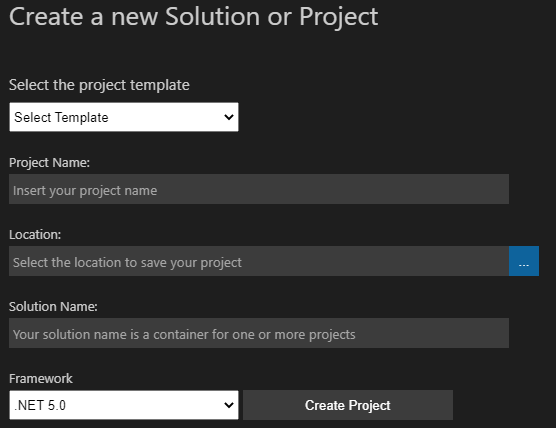 Create a new Solution or Project
Select the project template
Select Template
Project Name:
Insert your project name
Location:
Select the location to save your project
...
Solution Name:
Your solution name is a container for one or more projects
Framework
.NET 5.0
Create Project